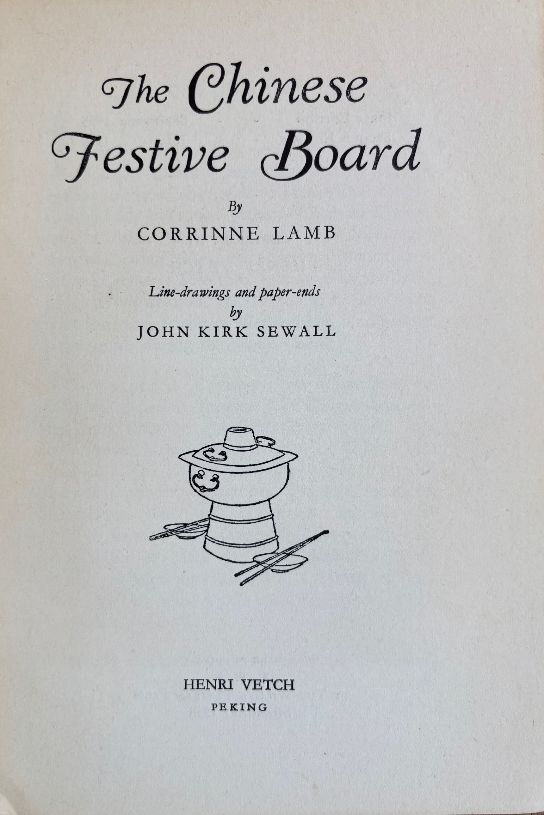 The Chinese
Festive Board
By
CORRINNE LAMB
Line-drawings and paper-ends
by
JOHN KIRK SEWALL
HENRI VETCH
PEKING